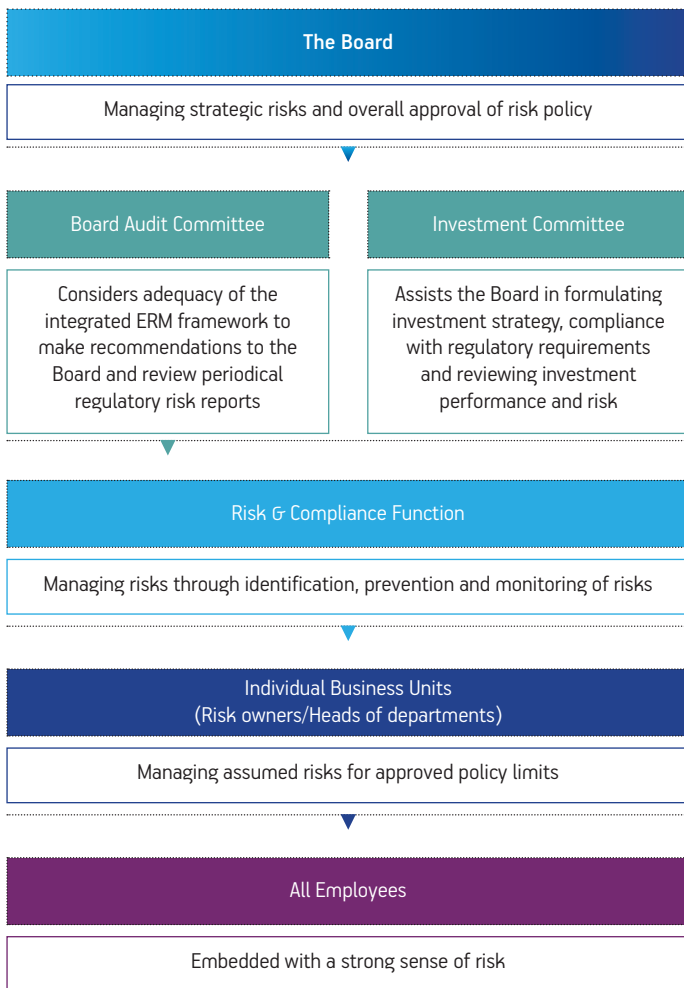 The Board
Managing strategic risks and overall approval of risk policy
Board Audit Committee
Considers adequacy of the
integrated ERM framework to
make recommendations to the
Board and review periodical
regulatory risk reports
Investment Committee
Assists the Board in formulating
investment strategy, compliance
with regulatory requirements
and reviewing investment
performance and risk
Risk & Compliance Function
Managing risks through identification, prevention and monitoring of risks
Individual Business Units
(Risk owners/Heads of departments)
Managing assumed risks for approved policy limits
All Employees
Embedded with a strong sense of risk